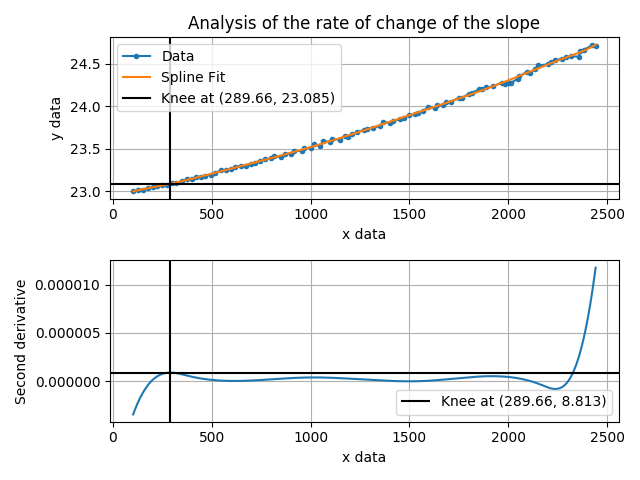 Analysis of the rate of change of the slope
Data
Spline Fit
Knee at (289.66, 23.085)
24.5
24.0
23.5
23.0
y data
0
500
1000
1500
2000
2500
x data
0.000010
0.000005
0.000000
Second derivative
Knee at (289.66, 8.813)
0
500
1000
1500
2000
2500
x data